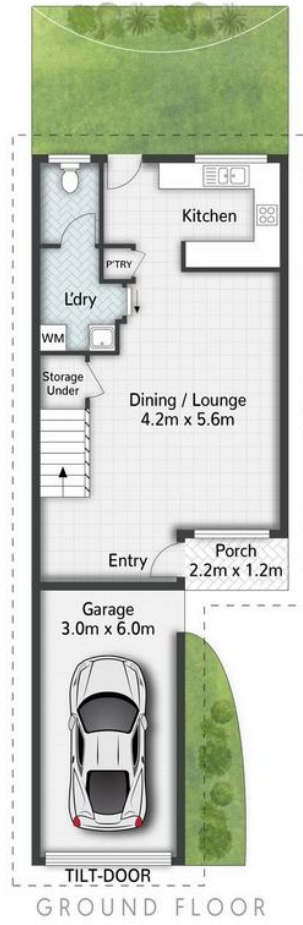 Kitchen
P'TRY
L'dry
WM
Storage
Under
Dining / Lounge
4.2m x 5.6m
Entry
Porch
2.2m x 1.2m
Garage
3.0m x 6.0m
TILT-DOOR
GROUND FLOOR